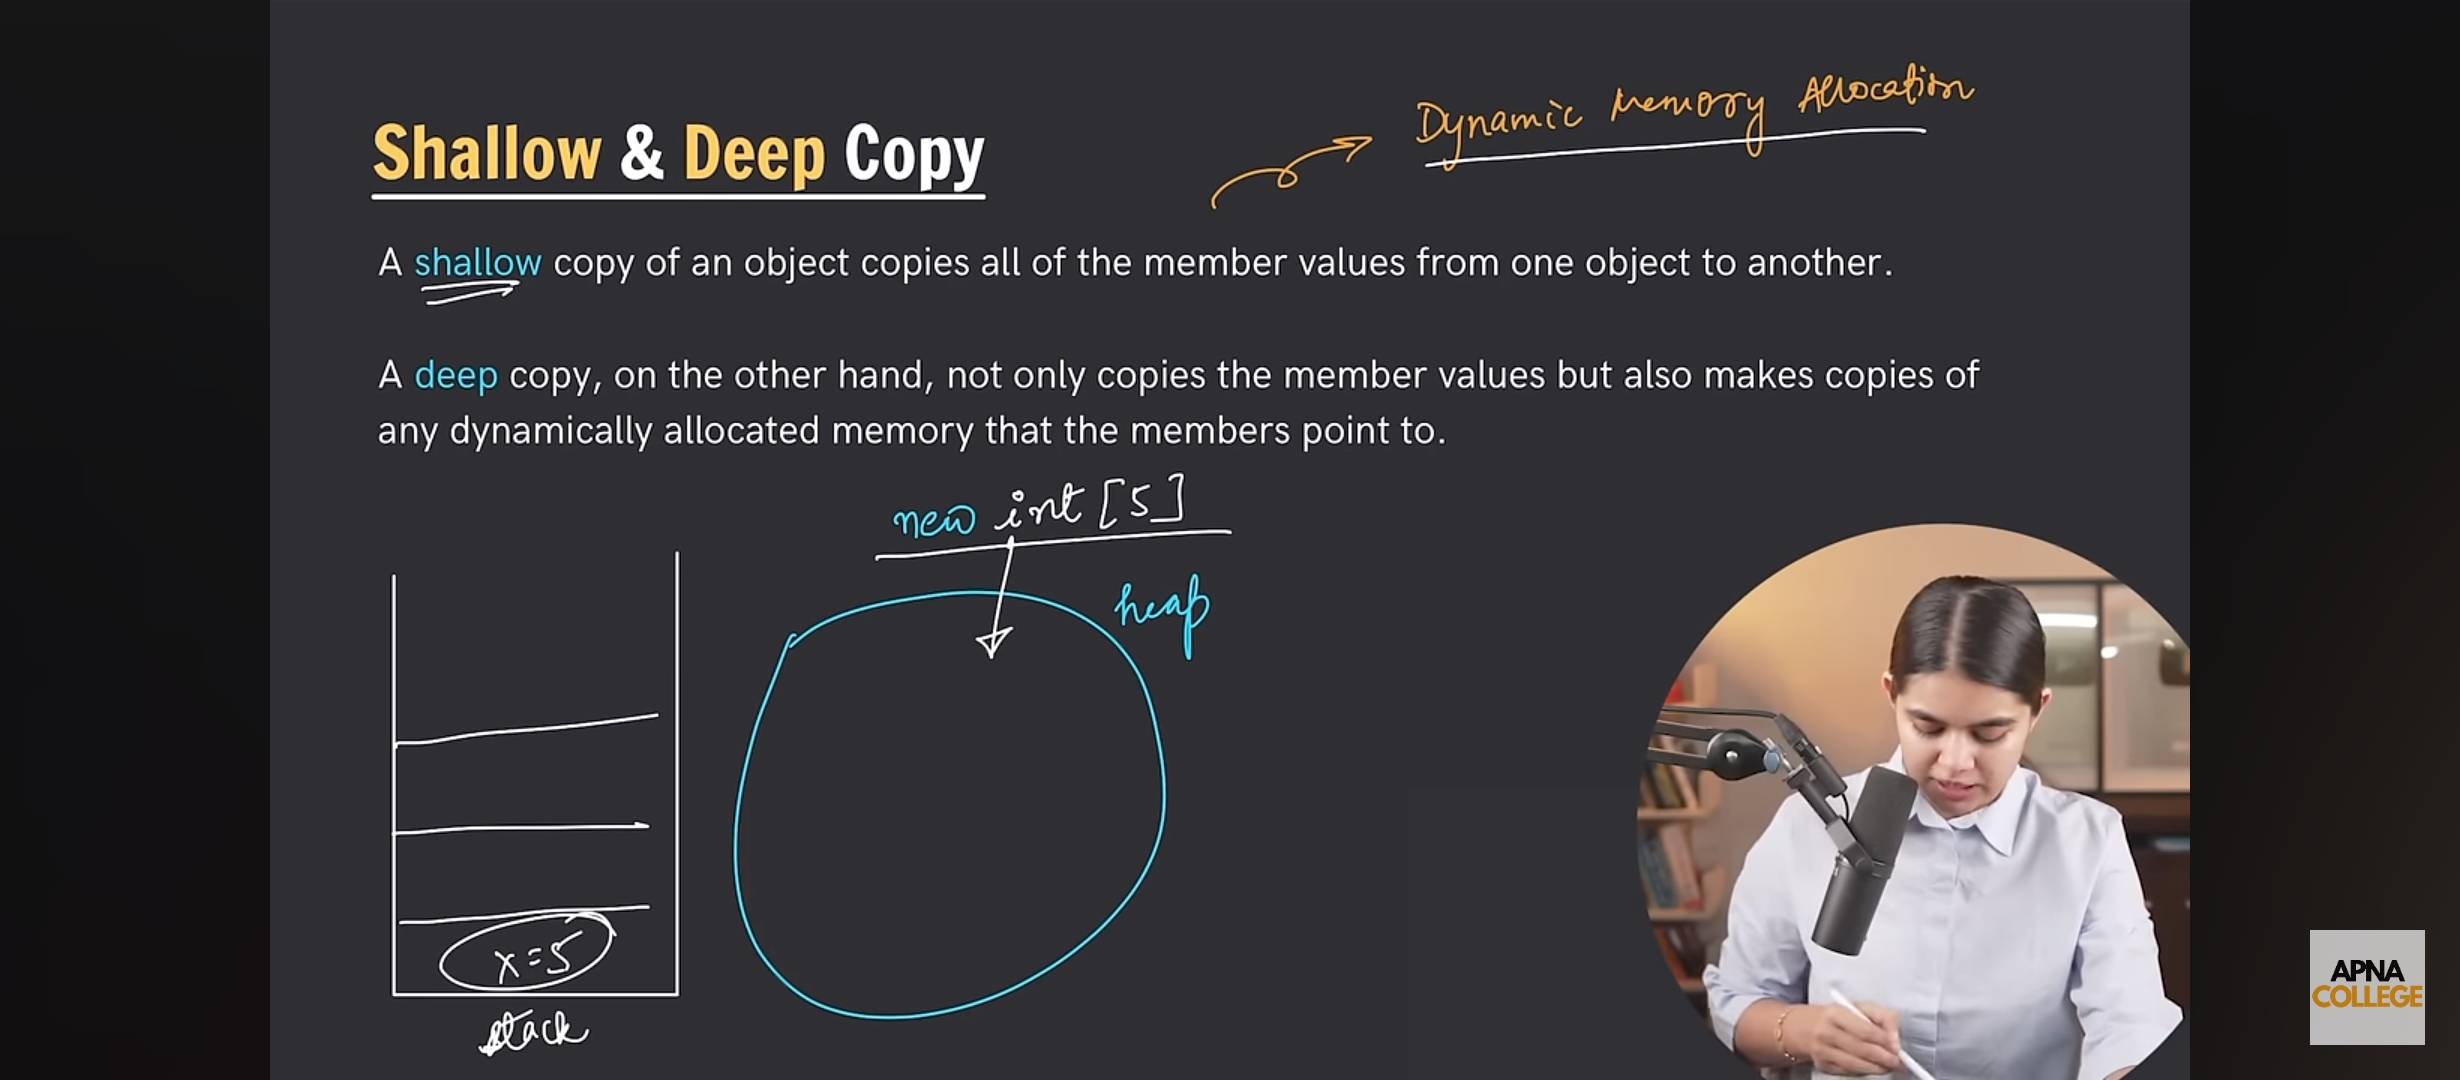 Dynamic Memory Allocation
Shallow & Deep Copy
A shallow copy of an object copies all of the member values from one object to another.
A deep copy, on the other hand, not only copies the member values but also makes copies of
any dynamically allocated memory that the members point to.
new int [5]
heap
x=5
stack
APNA
COLLEGE